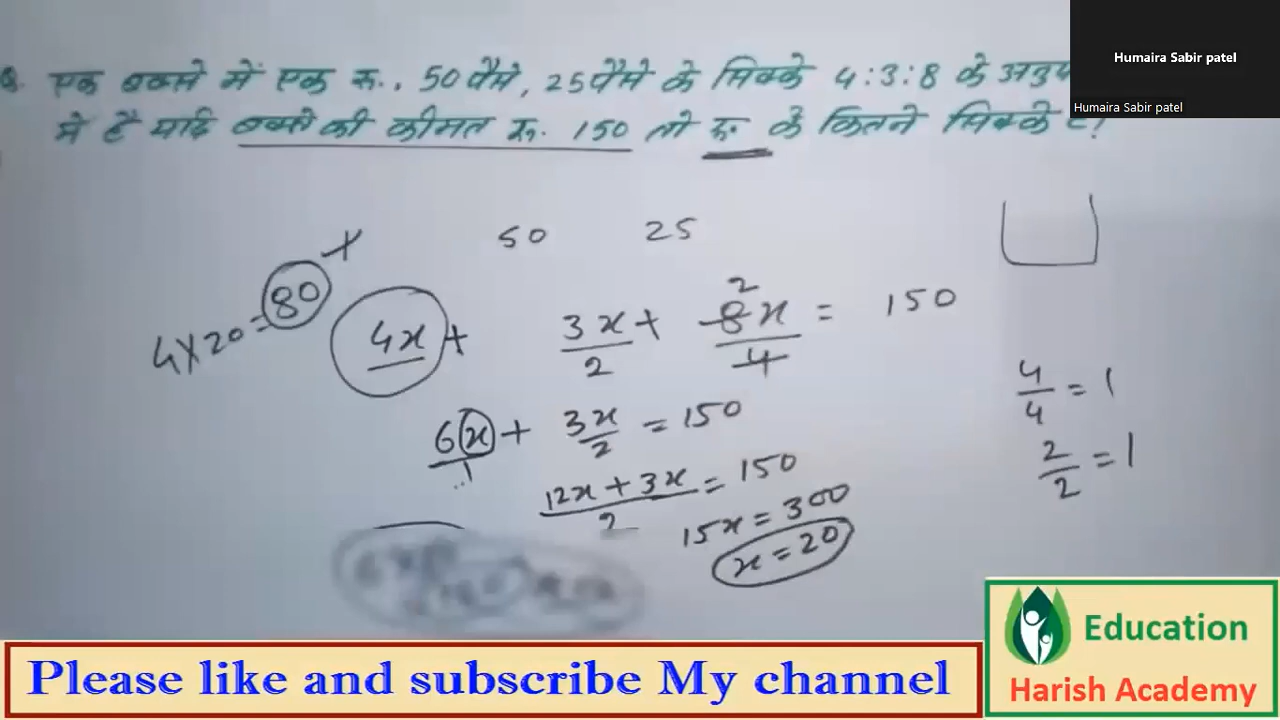 Q. एक बक्से में एक रु., 50 पैसे, 25 पैसे के सिक्के 4:3:8 के
में है यदि बक्से की कीमत रु. 150 तो रु. के कितने सिक्के
Humaira Sabir patel
Humaira Sabir patel
50 25
4x + 3x/2 + 8x/4 = 150
2
4X20=80
6x + 3x/2 = 150
1
12x + 3x/2 = 150
15x = 300
x = 20
4/4 = 1
2/2 = 1
Please like and subscribe My channel
Education
Harish Academy